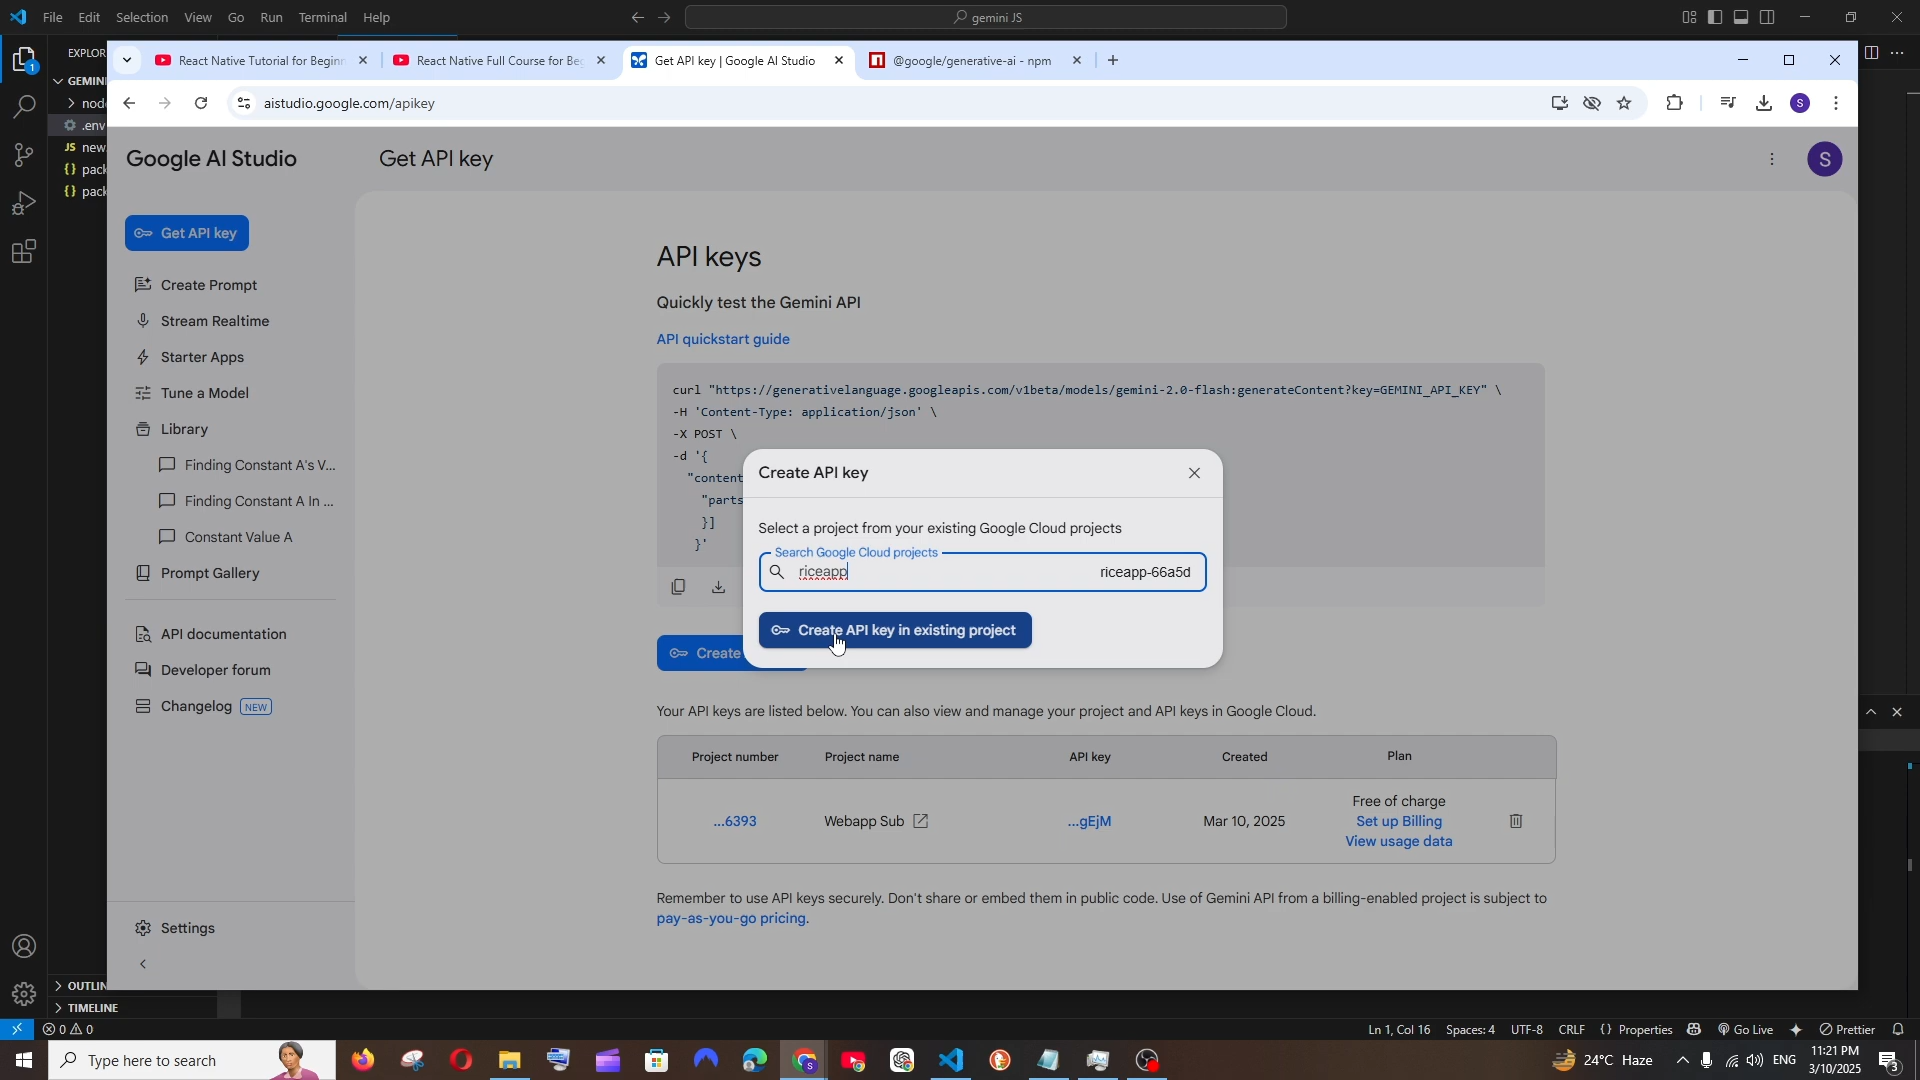 File Edit Selection View Go Run Terminal Help
gemini JS
EXPLOR
React Native Tutorial for Beginn
React Native Full Course for Beg
Get API key | Google AI Studio
@google/generative-ai - npm
GEMINI
aistudio.google.com/apikey
S
nod
.env
JS new.
{} pack
{} pack
Google AI Studio
Get API key
S
Get API key
Create Prompt
Stream Realtime
Starter Apps
Tune a Model
Library
Finding Constant A's V...
Finding Constant A In ...
Constant Value A
Prompt Gallery
API documentation
Developer forum
Changelog NEW
Settings
API keys
Quickly test the Gemini API
API quickstart guide
curl "https://generativelanguage.googleapis.com/v1beta/models/gemini-2.0-flash:generateContent?key=GEMINI_API_KEY" \
-H 'Content-Type: application/json' \
-X POST \
-d '{
"content
"parts
}]
}'
Create API key
Select a project from your existing Google Cloud projects
Search Google Cloud projects
riceapp riceapp-66a5d
Create API key in existing project
Create
Your API keys are listed below. You can also view and manage your project and API keys in Google Cloud.
Project number Project name API key Created Plan
...6393 Webapp Sub ...gEjM Mar 10, 2025
Free of charge
Set up Billing
View usage data
Remember to use API keys securely. Don't share or embed them in public code. Use of Gemini API from a billing-enabled project is subject to
pay-as-you-go pricing.
OUTLIN
TIMELINE
0 0
Ln 1, Col 16 Spaces: 4 UTF-8 CRLF {} Properties Go Live Prettier
Type here to search
24°C Haze
ENG
11:21 PM
3/10/2025
3